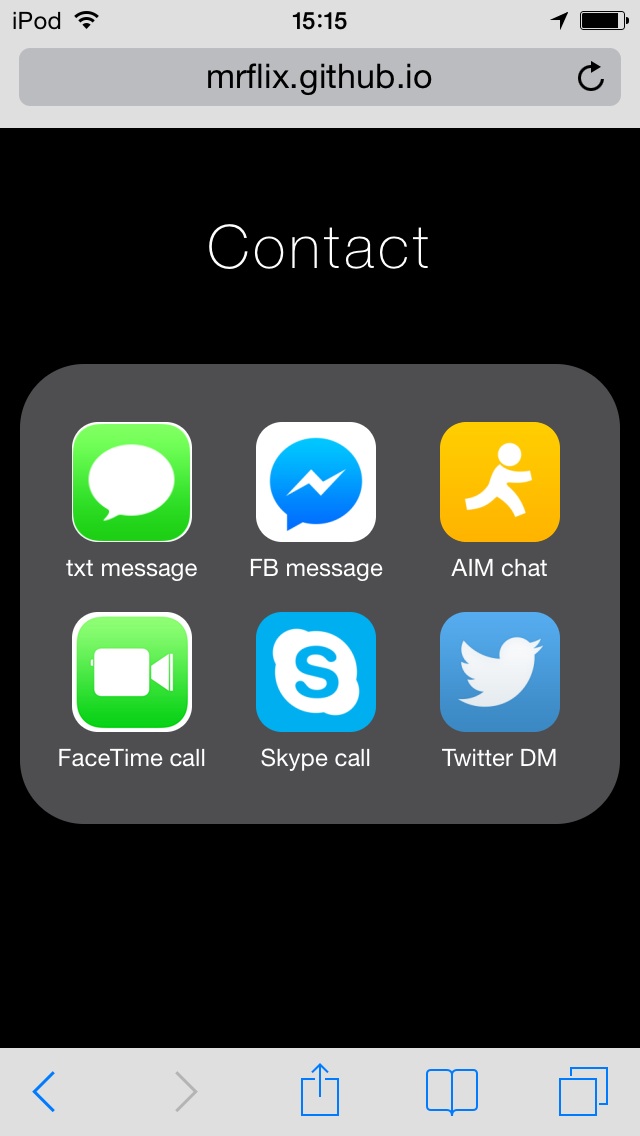 iPod 15:15
mrflix.github.io
Contact
txt message FB message AIM chat
S
FaceTime call Skype call Twitter DM